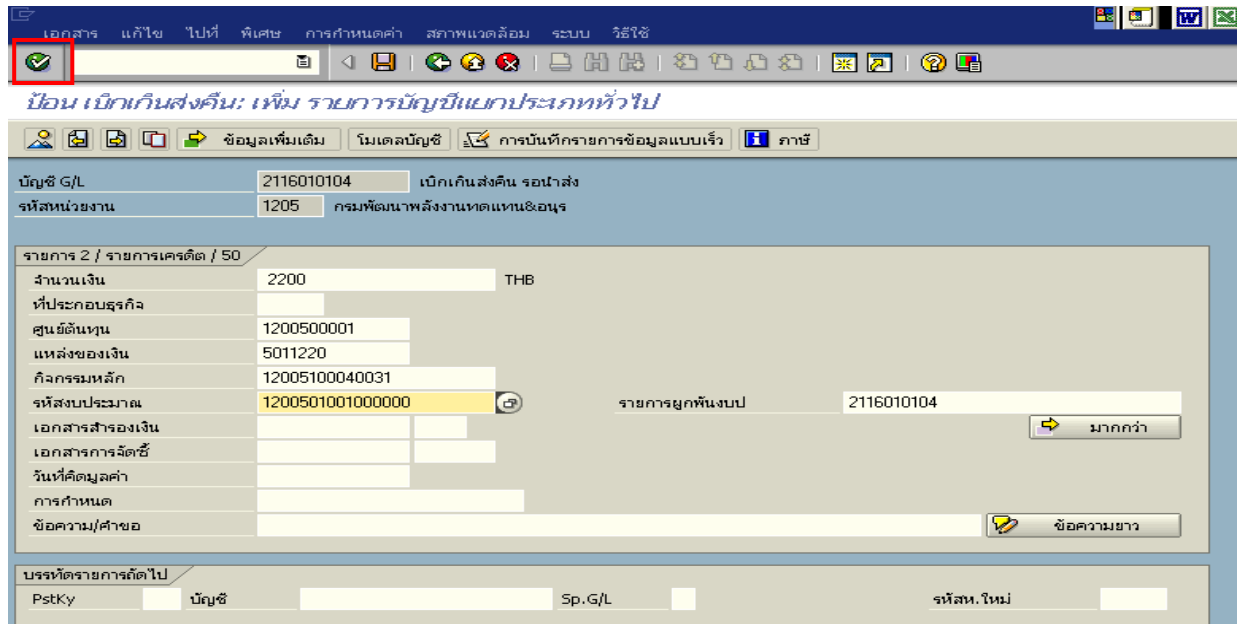 เอกสาร แก้ไข ไปที่ พิเศษ การกำหนดค่า สภาพแวดล้อม ระบบ วิธีใช้
ป้อน เบิกเกินส่งคืน: เพิ่ม รายการบัญชีแยกประเภททั่วไป
ข้อมูลเพิ่มเติม โมเดลบัญชี การบันทึกรายการข้อมูลแบบเร็ว ภาษี
บัญชี G/L 2116010104 เบิกเกินส่งคืน รอนำส่ง
รหัสหน่วยงาน 1205 กรมพัฒนาพลังงานทดแทน&อนุร
รายการ 2 / รายการเครดิต / 50
จำนวนเงิน 2200 THB
ที่ประกอบธุรกิจ
ศูนย์ต้นทุน 1200500001
แหล่งของเงิน 5011220
กิจกรรมหลัก 12005100040031
รหัสงบประมาณ 1200501001000000 รายการผูกพันงบป 2116010104
เอกสารสำรองเงิน มากกว่า
เอกสารการจัดซื้
วันที่คิดมูลค่า
การกำหนด
ข้อความ/คำขอ ข้อความยาว
บรรทัดรายการถัดไป
PstKy บัญชี Sp.G/L รหัสห.ใหม่